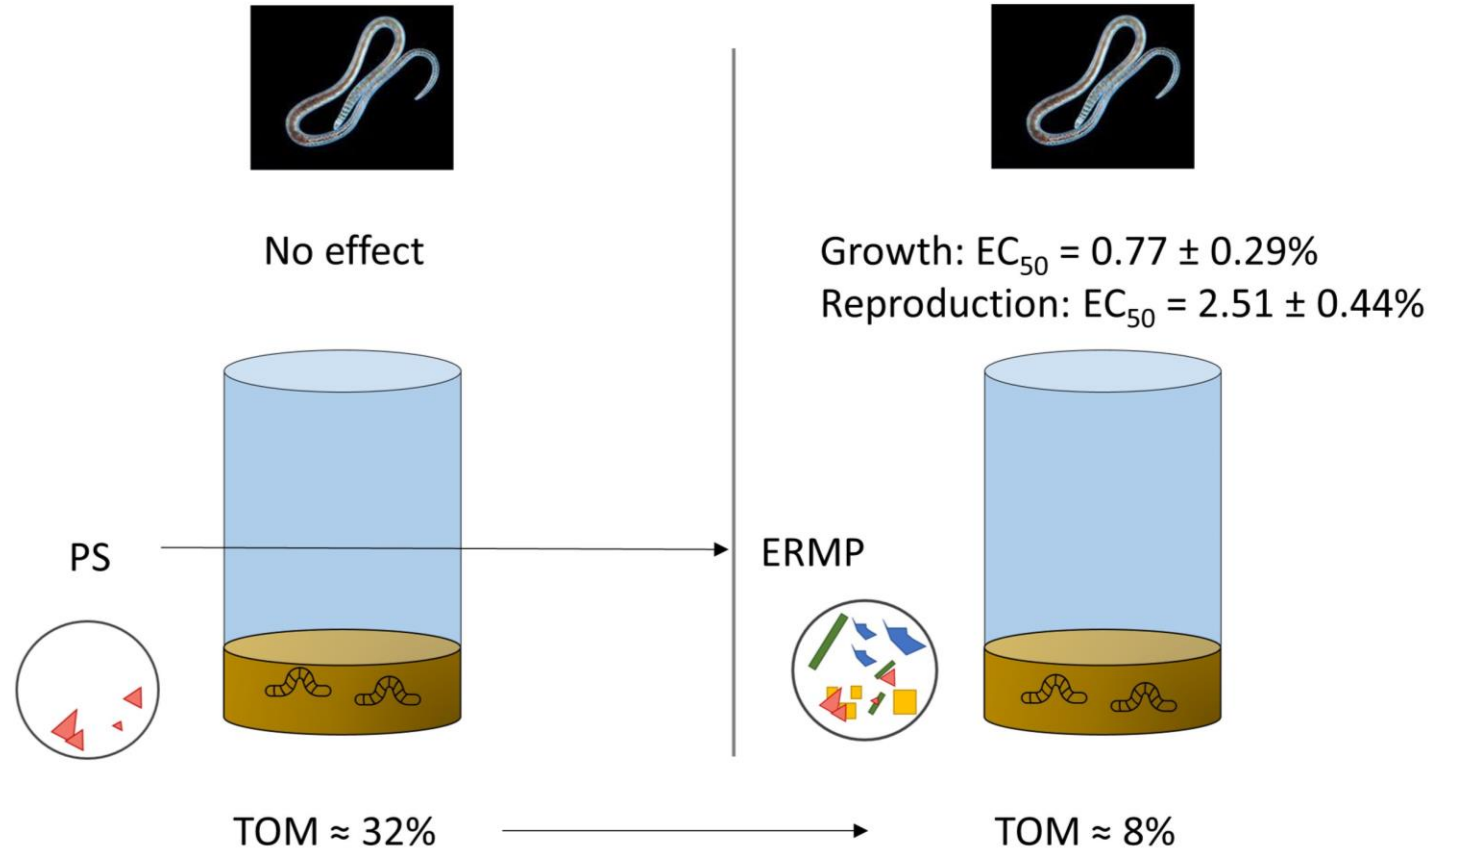 No effect
Growth: EC50 = 0.77 ± 0.29%
Reproduction: EC50 = 2.51 ± 0.44%
PS
ERMP
TOM ≈ 32%
TOM ≈ 8%